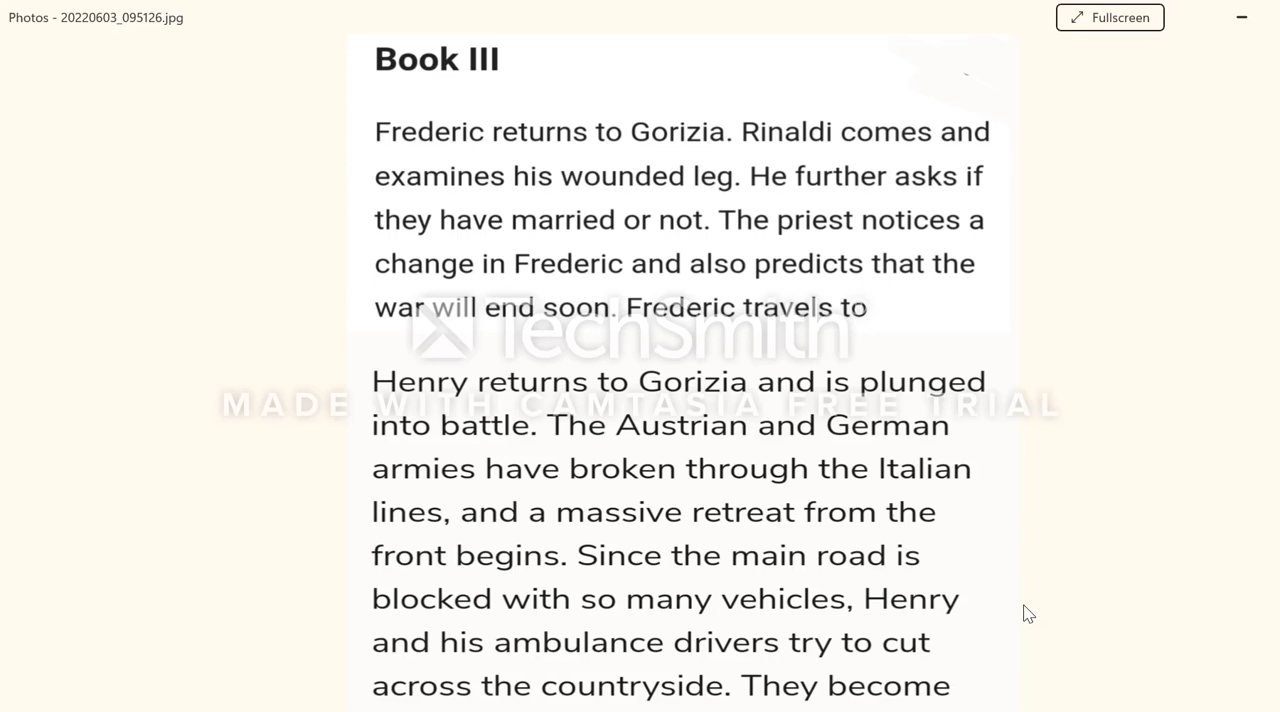 Photos - 20220603_095126.jpg
Fullscreen
Book III
Frederic returns to Gorizia. Rinaldi comes and
examines his wounded leg. He further asks if
they have married or not. The priest notices a
change in Frederic and also predicts that the
war will end soon. Frederic travels to
TechSmith
Henry returns to Gorizia and is plunged
MADE WITH CAMTASIA FREE TRIAL
into battle. The Austrian and German
armies have broken through the Italian
lines, and a massive retreat from the
front begins. Since the main road is
blocked with so many vehicles, Henry
and his ambulance drivers try to cut
across the countryside. They become